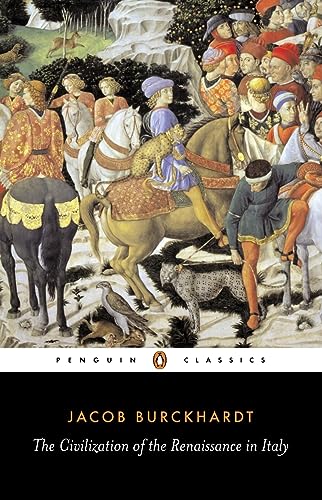 PENGUIN CLASSICS
JACOB BURCKHARDT
The Civilization of the Renaissance in Italy